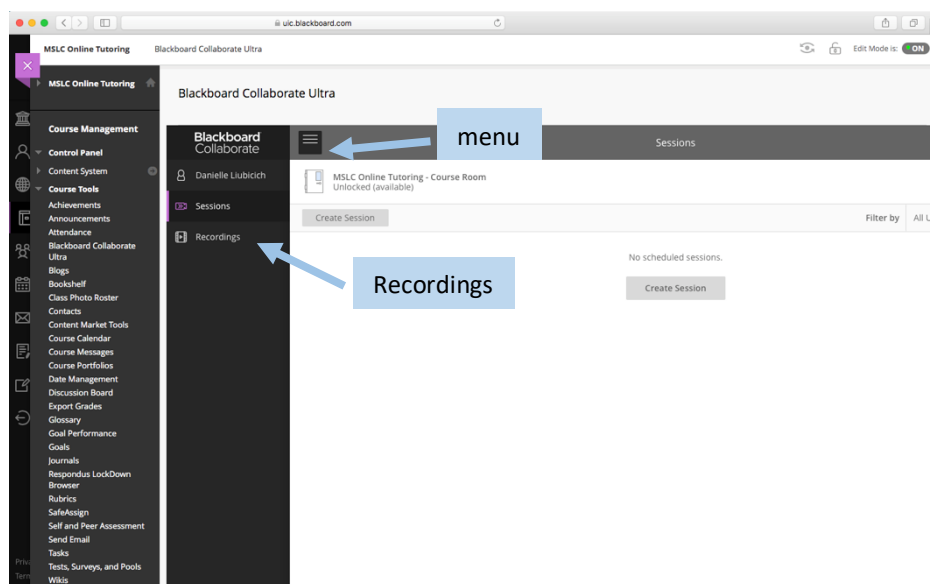 uic.blackboard.com
MSLC Online Tutoring
Blackboard Collaborate Ultra
Edit Mode is: ON
MSLC Online Tutoring
Course Management
Control Panel
Content System
Course Tools
Achievements
Announcements
Attendance
Blackboard Collaborate
Ultra
Blogs
Bookshelf
Class Photo Roster
Contacts
Content Market Tools
Course Calendar
Course Messages
Course Portfolios
Date Management
Discussion Board
Export Grades
Glossary
Goal Performance
Goals
Journals
Respondus LockDown
Browser
Rubrics
SafeAssign
Self and Peer Assessment
Send Email
Tasks
Tests, Surveys, and Pools
Wikis
Blackboard Collaborate Ultra
Blackboard
Collaborate
Danielle Liubicich
Sessions
Recordings
menu
Sessions
MSLC Online Tutoring - Course Room
Unlocked (available)
Create Session
Filter by
All U
No scheduled sessions.
Create Session
Recordings